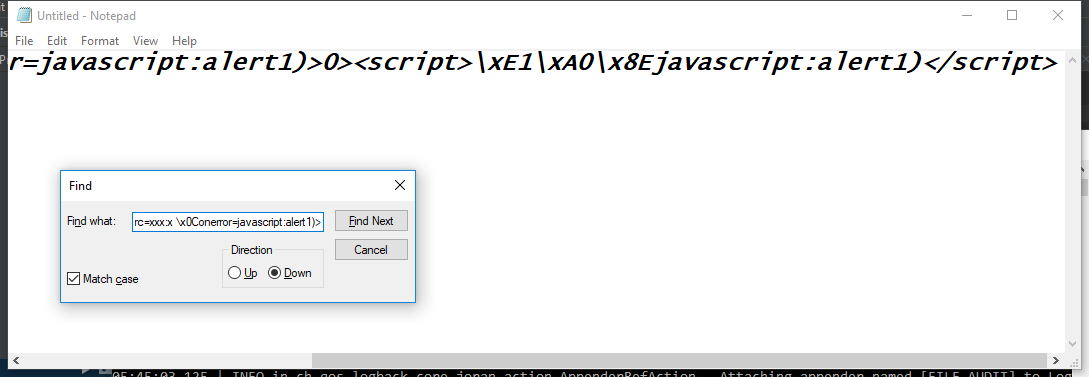 Untitled - Notepad
File Edit Format View Help
r=javascript:alert1)>0><script>\xE1\xA0\x8Ejavascript:alert1)</script>
Find
Find what: rc=xxx:x \x0Conerror=javascript:alert1)> Find Next
Direction Cancel
Up Down
Match case
05:45:03,125 | INFO in ch.qos.logback.core.joran.action.AppenderRefAction - Attaching appender named [FILE_AUDIT] to Log